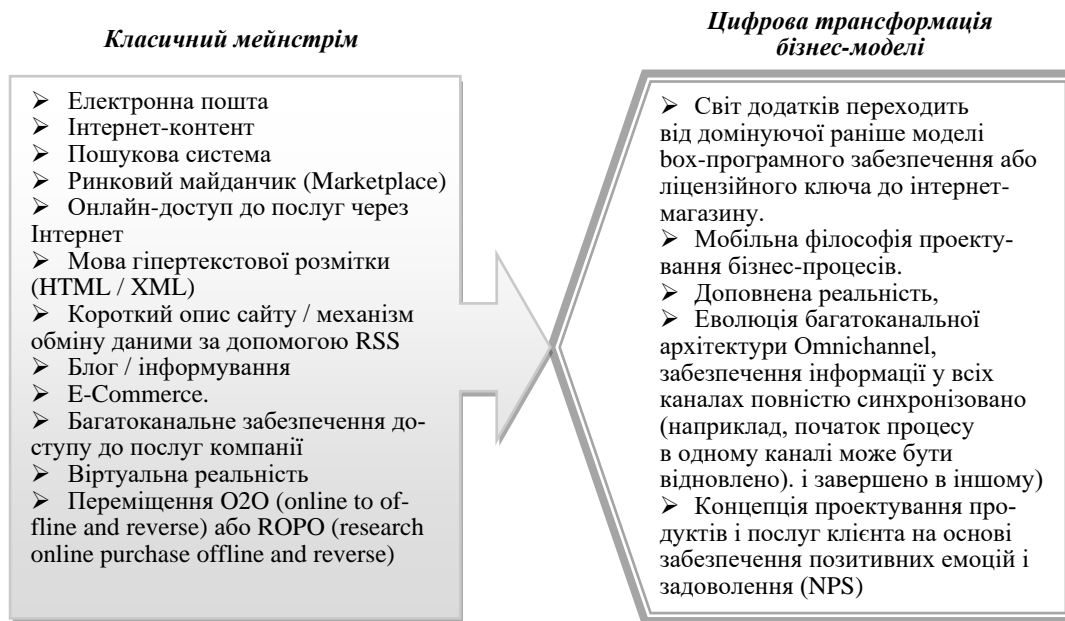 Класичний мейнстрім
➢ Електронна пошта
➢ Інтернет-контент
➢ Пошукова система
➢ Ринковий майданчик (Marketplace)
➢ Онлайн-доступ до послуг через
Інтернет
➢ Мова гіпертекстової розмітки
(HTML / XML)
➢ Короткий опис сайту / механізм
обміну даними за допомогою RSS
➢ Блог / інформування
➢ E-Commerce.
➢ Багатоканальне забезпечення до-
ступу до послуг компанії
➢ Віртуальна реальність
➢ Переміщення O2O (online to of-
fline and reverse) або ROPO (research
online purchase offline and reverse)
Цифрова трансформація
бізнес-моделі
➢ Світ додатків переходить
від домінуючої раніше моделі
box-програмного забезпечення або
ліцензійного ключа до інтернет-
магазину.
➢ Мобільна філософія проекту-
вання бізнес-процесів.
➢ Доповнена реальність,
➢ Еволюція багатоканальної
архітектури Omnichannel,
забезпечення інформації у всіх
каналах повністю синхронізовано
(наприклад, початок процесу
в одному каналі може бути
відновлено). і завершено в іншому)
➢ Концепція проектування про-
дуктів і послуг клієнта на основі
забезпечення позитивних емоцій і
задоволення (NPS)